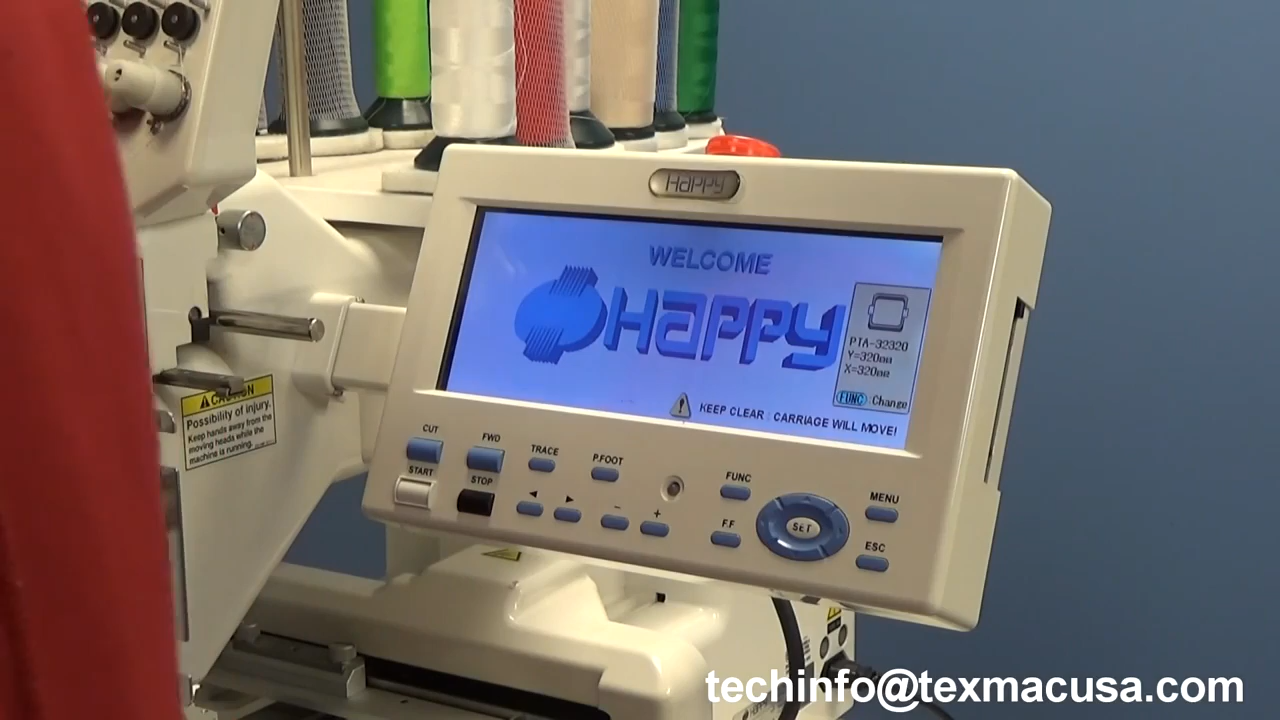 Happy
WELCOME
Happy
PTA-32320
Y=320mm
X=320mm
FUNC Change
KEEP CLEAR CARRIAGE WILL MOVE!
CAUTION
Possibility of injury.
Keep hands away from the
moving heads while the
machine is running.
CUT
FWD
TRACE
P.FOOT
START
STOP
FUNC
MENU
- +
F.F
SET
ESC
HAPPY
techinfo@texmacusa.com